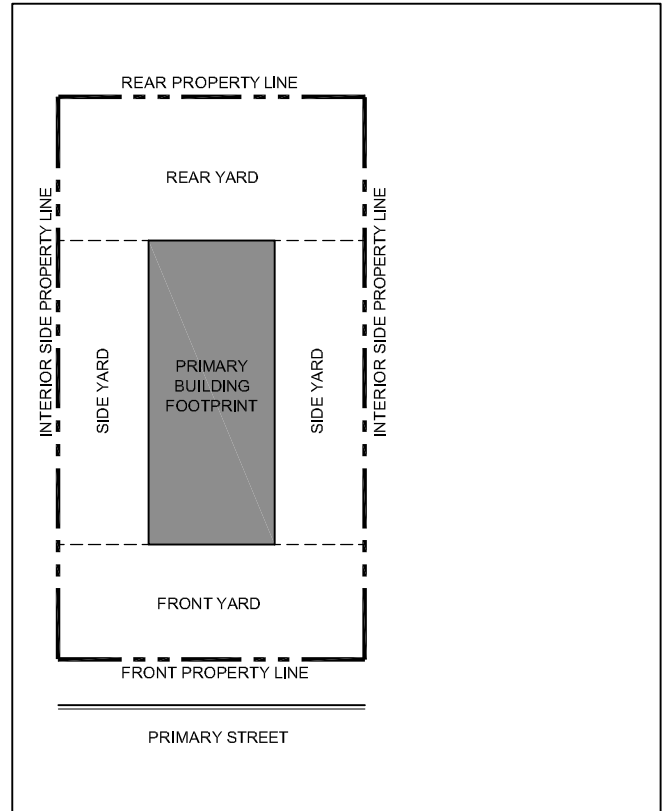 REAR PROPERTY LINE
REAR YARD
INTERIOR SIDE PROPERTY LINE
SIDE YARD
PRIMARY
BUILDING
FOOTPRINT
SIDE YARD
INTERIOR SIDE PROPERTY LINE
FRONT YARD
FRONT PROPERTY LINE
PRIMARY STREET